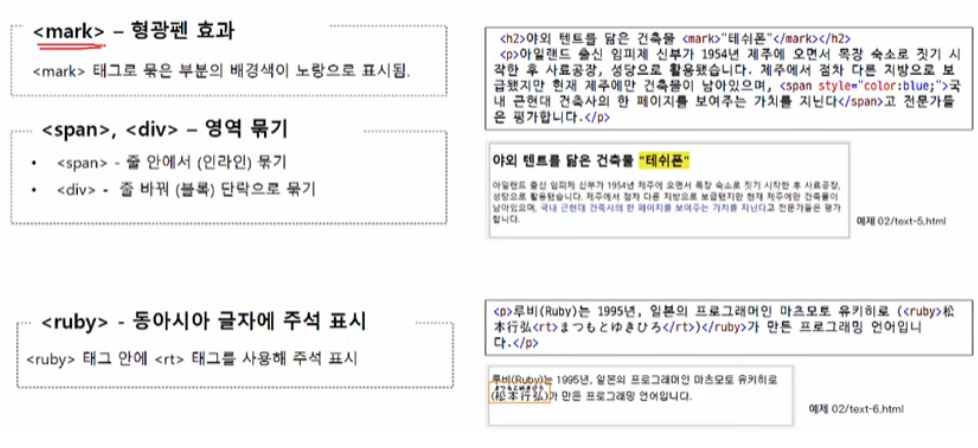 <mark> – 형광펜 효과
<mark> 태그로 묶은 부분의 배경색이 노랑으로 표시됨.
<span>, <div> – 영역 묶기
• <span> - 줄 안에서 (인라인) 묶기
• <div> - 줄 바꿔 (블록) 단락으로 묶기
<h2>야외 텐트를 닮은 건축물 <mark>"테쉬폰"</mark></h2>
<p>아일랜드 출신 임피제 신부가 1954년 제주에 오면서 목장 숙소로 짓기 시
작한 후 사료공장, 성당으로 활용됐습니다. 제주에서 점차 다른 지방으로 보
급됐지만 현재 제주에만 건축물이 남아있으며, <span style="color:blue;">국
내 근현대 건축사의 한 페이지를 보여주는 가치를 지닌다</span>고 전문가들
은 평가합니다.</p>
야외 텐트를 닮은 건축물 "테쉬폰"
아일랜드 출신 임피제 신부가 1954년 제주에 오면서 목장 숙소로 짓기 시작한 후 사료공장,
성당으로 활용됐습니다. 제주에서 점차 다른 지방으로 보급됐지만 현재 제주에만 건축물이
남아있으며, 국내 근현대 건축사의 한 페이지를 보여주는 가치를 지닌다고 전문가들은 평가
합니다.
예제 02/text-5.html
<ruby> - 동아시아 글자에 주석 표시
<ruby> 태그 안에 <rt> 태그를 사용해 주석 표시
<p>루비(Ruby)는 1995년, 일본의 프로그래머인 마츠모토 유키히로 (<ruby>松
本行弘<rt>まつもとゆきひろ</rt>)</ruby>가 만든 프로그래밍 언어입니
다.</p>
루비(Ruby)는 1995년, 일본의 프로그래머인 마츠모토 유키히로
まつもとゆきひろ
(松本行弘)가 만든 프로그래밍 언어입니다.
예제 02/text-6.html